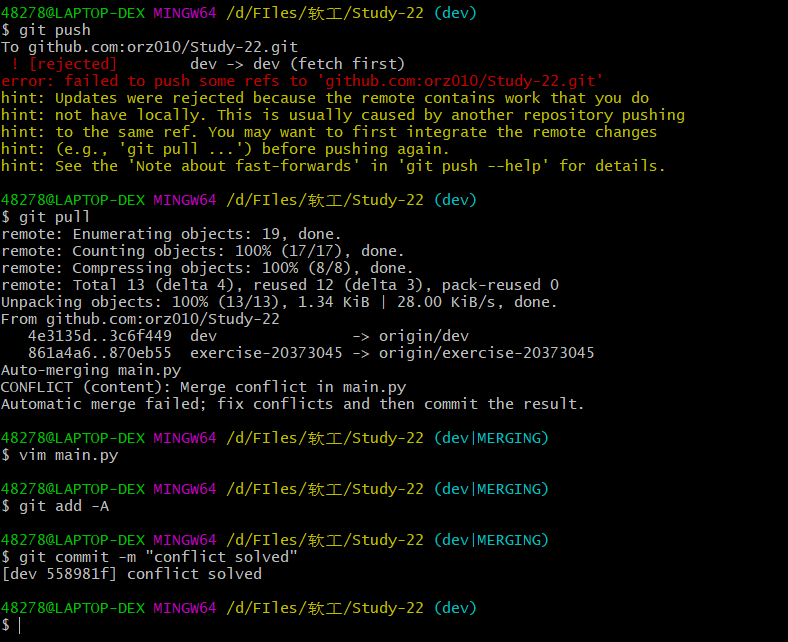 48278@LAPTOP-DEX MINGW64 /d/FIles/软工/Study-22 (dev)
$ git push
To github.com:orz010/Study-22.git
 ! [rejected]        dev -> dev (fetch first)
error: failed to push some refs to 'github.com:orz010/Study-22.git'
hint: Updates were rejected because the remote contains work that you do
hint: not have locally. This is usually caused by another repository pushing
hint: to the same ref. You may want to first integrate the remote changes
hint: (e.g., 'git pull ...') before pushing again.
hint: See the 'Note about fast-forwards' in 'git push --help' for details.
48278@LAPTOP-DEX MINGW64 /d/FIles/软工/Study-22 (dev)
$ git pull
remote: Enumerating objects: 19, done.
remote: Counting objects: 100% (17/17), done.
remote: Compressing objects: 100% (8/8), done.
remote: Total 13 (delta 4), reused 12 (delta 3), pack-reused 0
Unpacking objects: 100% (13/13), 1.34 KiB | 28.00 KiB/s, done.
From github.com:orz010/Study-22
   4e3135d..3c6f449  dev               -> origin/dev
   861a4a6..870eb55  exercise-20373045 -> origin/exercise-20373045
Auto-merging main.py
CONFLICT (content): Merge conflict in main.py
Automatic merge failed; fix conflicts and then commit the result.
48278@LAPTOP-DEX MINGW64 /d/FIles/软工/Study-22 (dev|MERGING)
$ vim main.py
48278@LAPTOP-DEX MINGW64 /d/FIles/软工/Study-22 (dev|MERGING)
$ git add -A
48278@LAPTOP-DEX MINGW64 /d/FIles/软工/Study-22 (dev|MERGING)
$ git commit -m "conflict solved"
[dev 558981f] conflict solved
48278@LAPTOP-DEX MINGW64 /d/FIles/软工/Study-22 (dev)
$